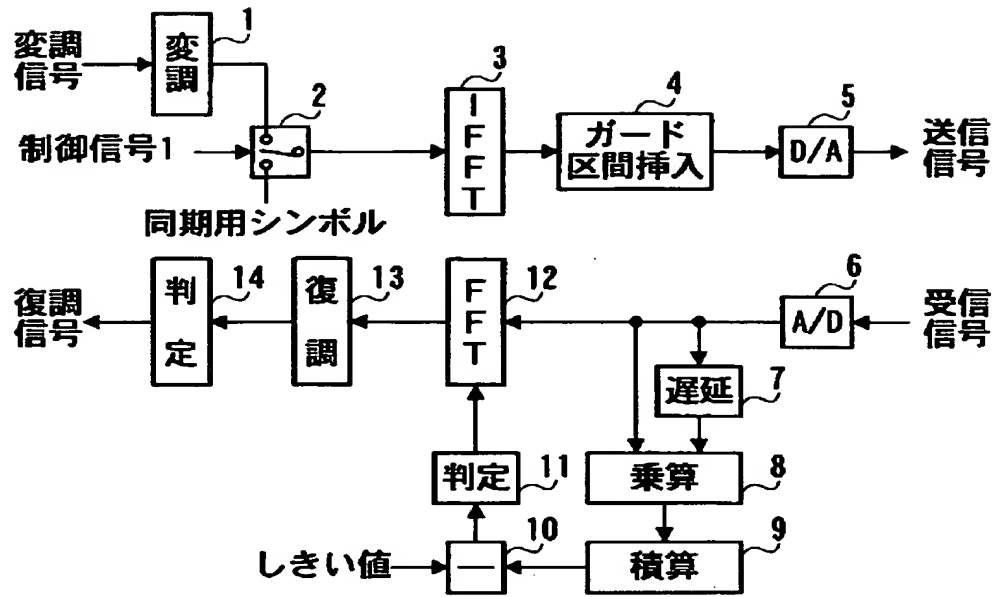 変調
信号
変
調
1
制御信号1
2
同期用シンボル
3
I
F
F
T
4
ガード
区間挿入
5
D/A
送信
信号
復調
信号
判
定
14
復
調
13
F
F
T
12
6
A/D
受信
信号
遅延
7
乗算
8
積算
9
判定
11
しきい値
—
10